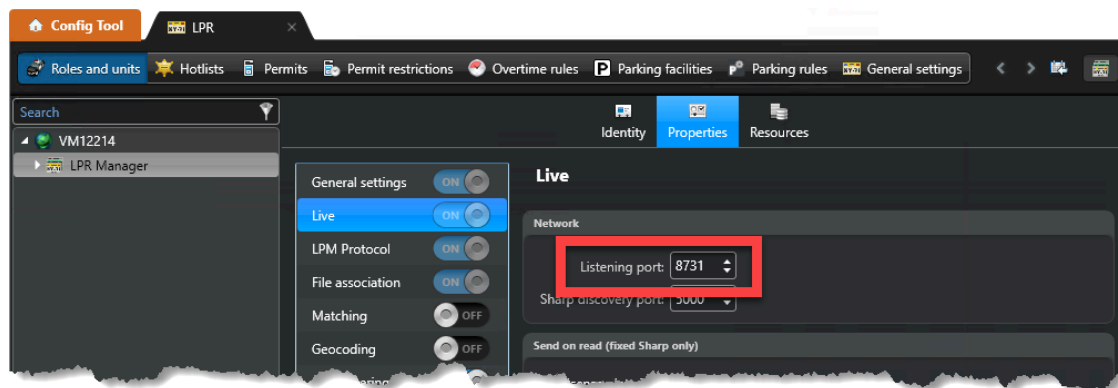 Config Tool LPR ×
Roles and units Hotlists Permits Permit restrictions Overtime rules P Parking facilities P Parking rules General settings
Search
VM12214
LPR Manager
Identity Properties Resources
General settings ON
Live ON
LPM Protocol ON
File association ON
Matching OFF
Geocoding OFF
Live
Network
Listening port: 8731
Sharp discovery port: 5000
Send on read (fixed Sharp only)